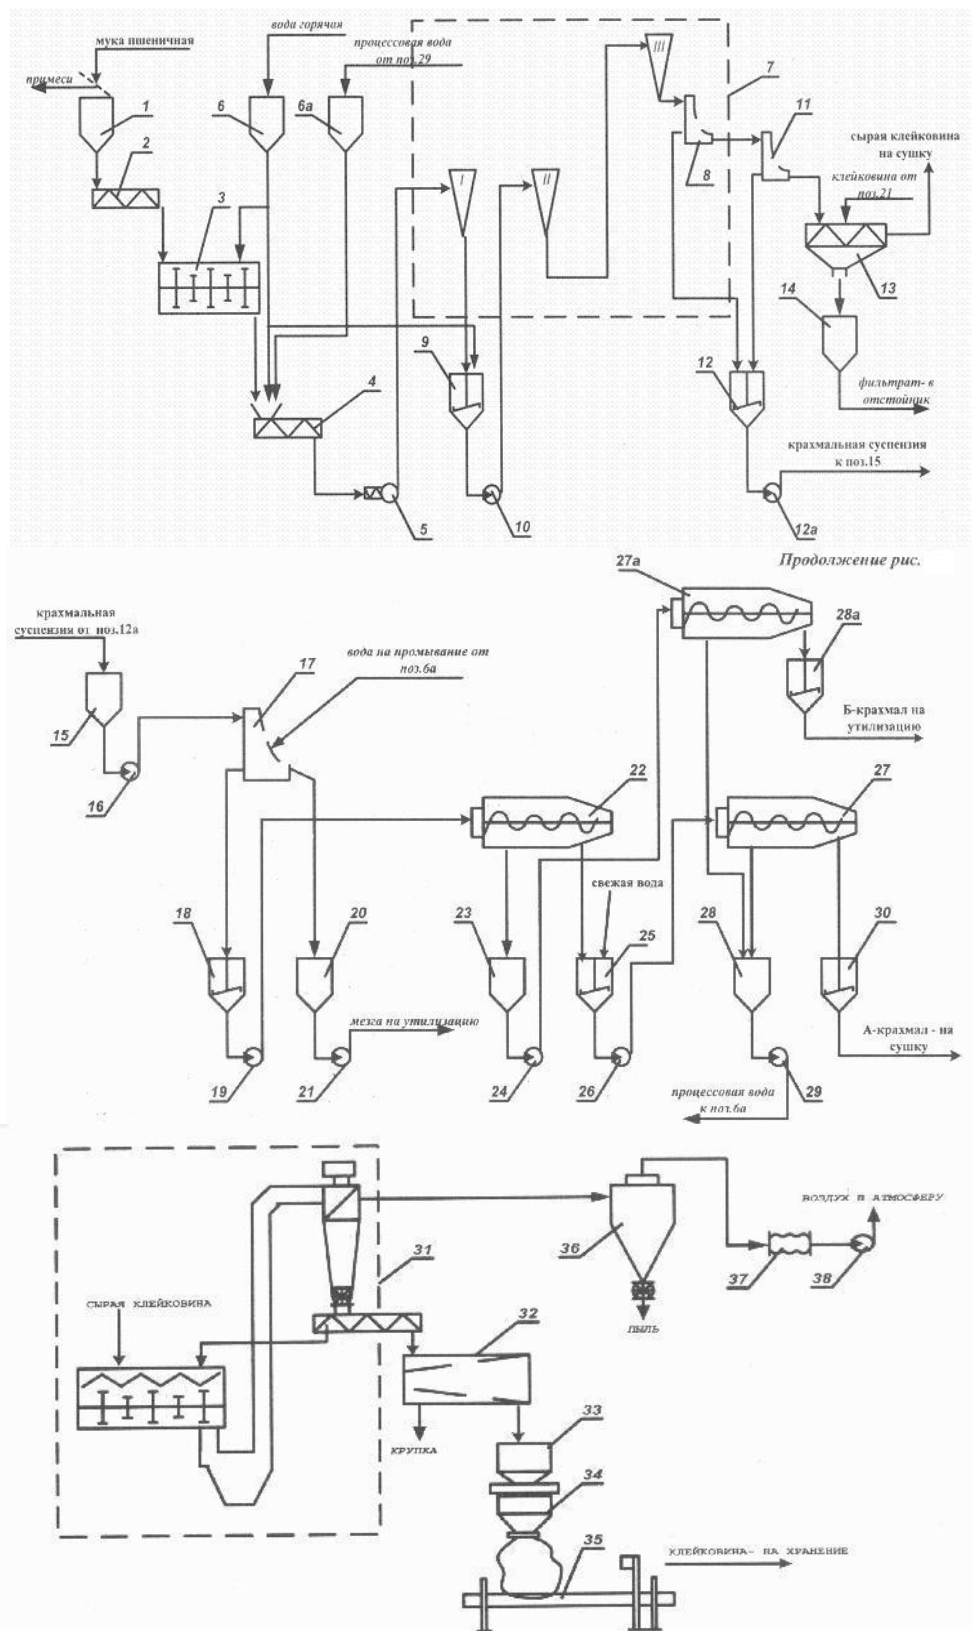 вода горячая
мука пшеничная
процессовая вода
от поз.29
примеси
1
6
6а
7
11
2
III
сырая клейковина
на сушку
I
II
8
клейковина от
поз.21
3
13
14
9
12
4
фильтрат- в
отстойник
крахмальная суспензия
к поз.15
5
10
12а
Продолжение рис.
27а
крахмальная
суспензия от поз.12а
28а
17
вода на промывание от
поз.6а
15
Б-крахмал на
утилизацию
16
22
27
свежая вода
18
20
23
25
28
30
мезга на утилизацию
А-крахмал - на
сушку
19
21
24
26
29
процессовая вода
к поз.6а
ВОЗДУХ В АТМОСФЕРУ
31
36
37
38
СЫРАЯ КЛЕЙКОВИНА
32
ПЫЛЬ
33
КРУПКА
34
35
КЛЕЙКОВИНА- НА ХРАНЕНИЕ